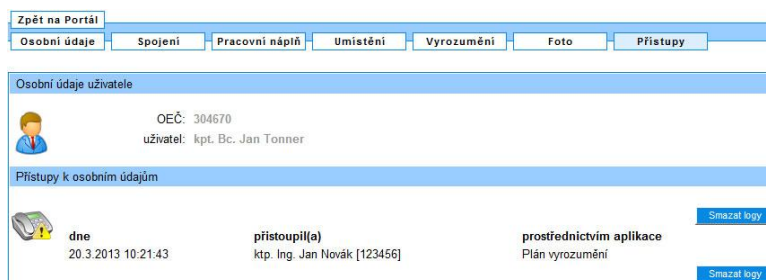 Zpět na Portál
Osobní údaje Spojení Pracovní náplň Umístění Vyrozumění Foto Přístupy
Osobní údaje uživatele
OEČ: 304670
uživatel: kpt. Bc. Jan Tonner
Přístupy k osobním údajům
Smazat logy
dne přistoupil(a) prostřednictvím aplikace
20.3.2013 10:21:43 ktp. Ing. Jan Novák [123456] Plán vyrozumění
Smazat logy